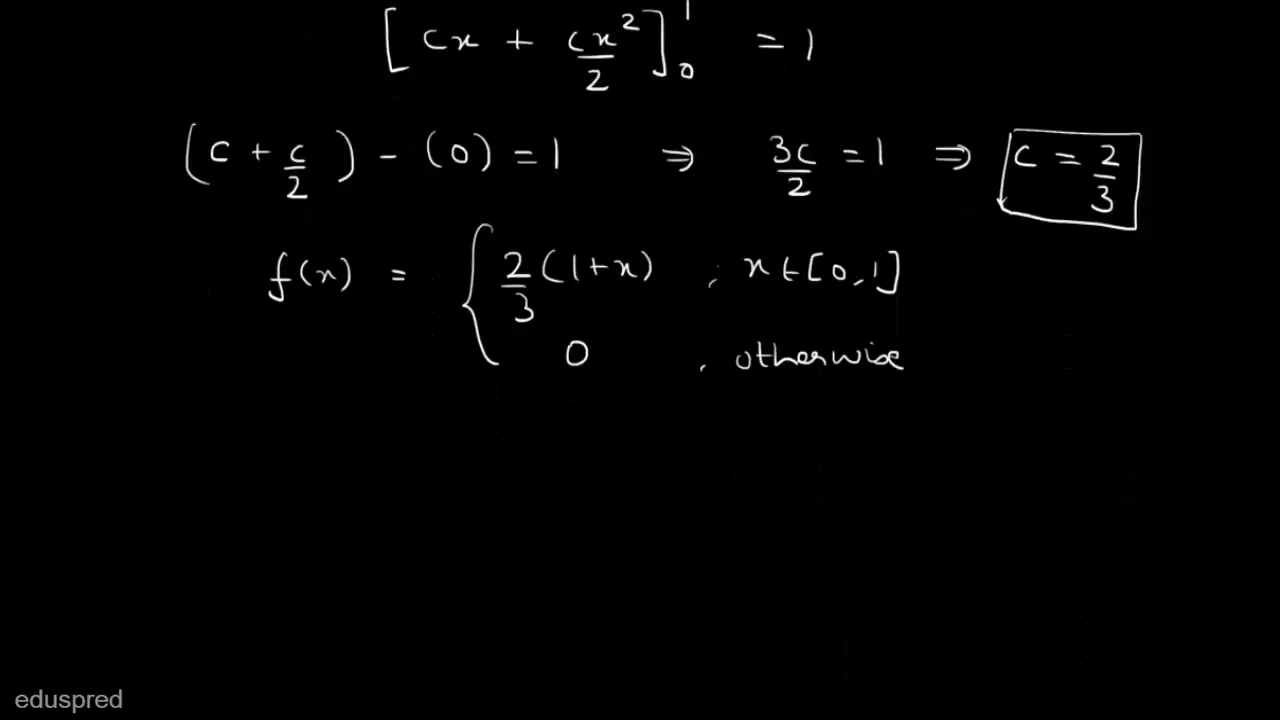 [cx + cx²/2]₀¹ = 1
(c + c/2) - (0) = 1 ⇒ 3c/2 = 1 ⇒ c = 2/3
f(x) = { 2/3 (1+x) , x ∈ [0,1]
0 , otherwise
eduspred